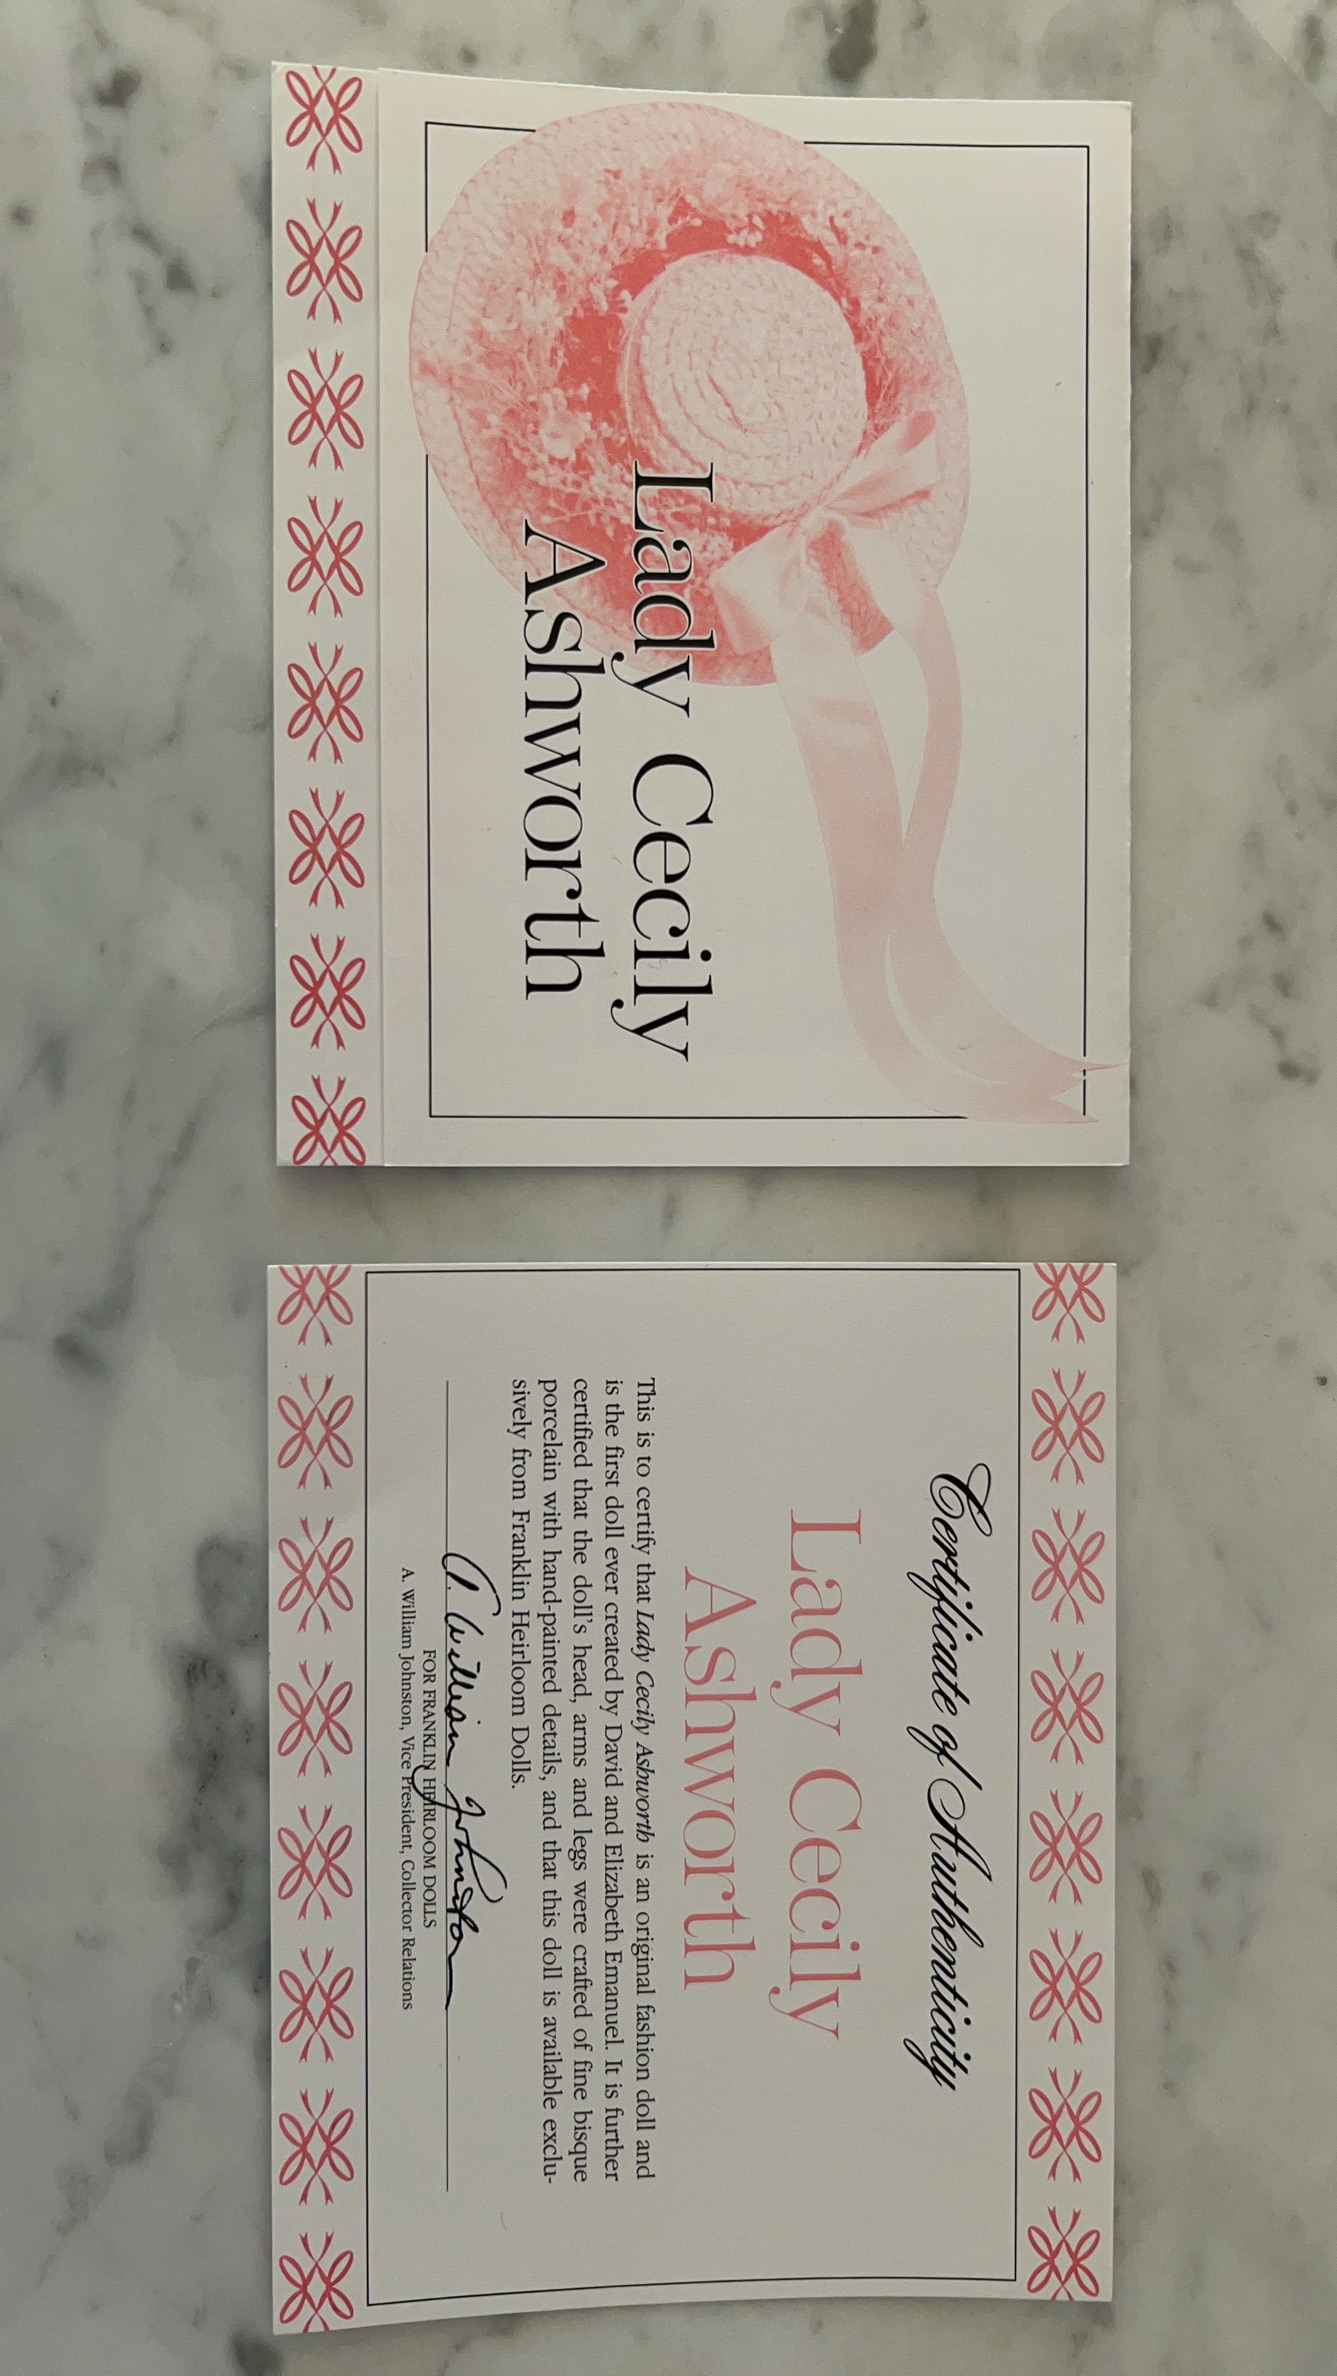 Lady Cecily
Ashworth
Certificate of Authenticity
Lady Cecily
Ashworth
This is to certify that Lady Cecily Ashworth is an original fashion doll and
is the first doll ever created by David and Elizabeth Emanuel. It is further
certified that the doll's head, arms and legs were crafted of fine bisque
porcelain with hand-painted details, and that this doll is available exclu-
sively from Franklin Heirloom Dolls.
A. William Johnston
FOR FRANKLIN HEIRLOOM DOLLS
A. William Johnston, Vice President, Collector Relations